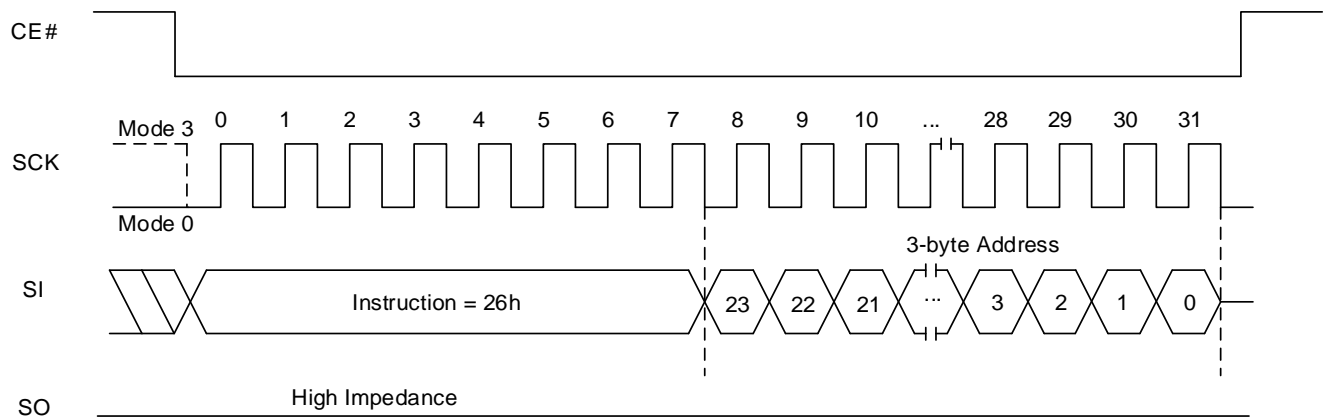 CE#
Mode 3
0 1 2 3 4 5 6 7 8 9 10 ... 28 29 30 31
SCK
Mode 0
3-byte Address
SI
Instruction = 26h
23 22 21 ... 3 2 1 0
High Impedance
SO